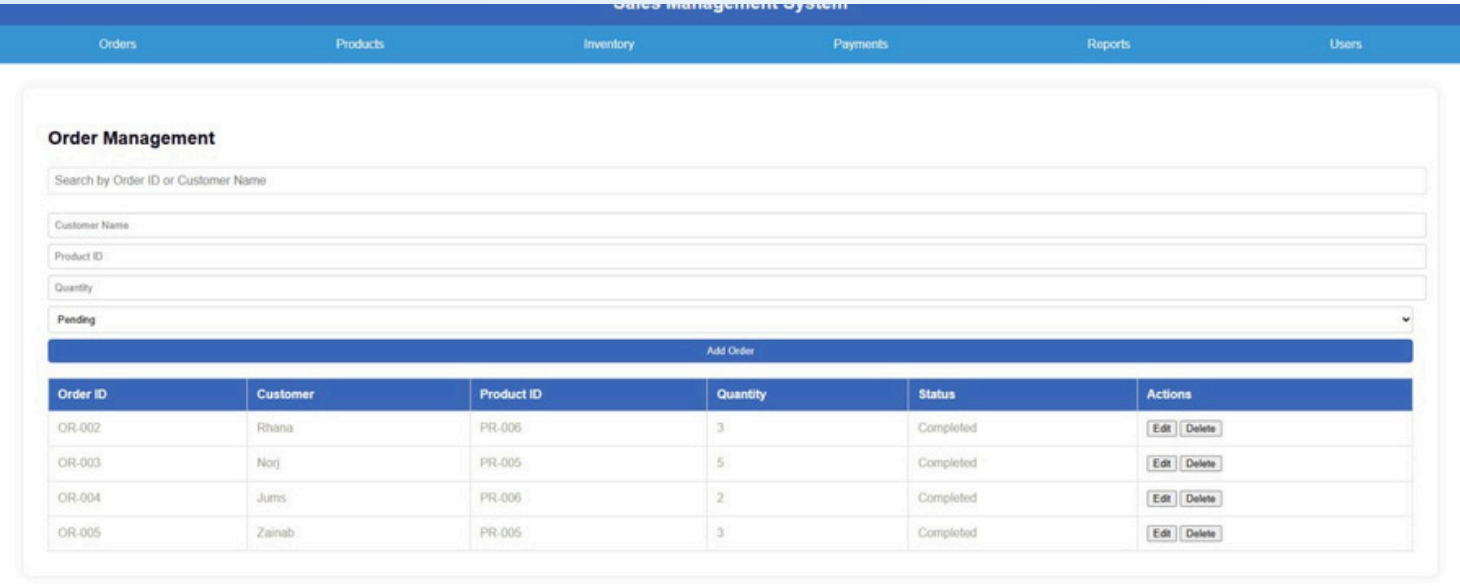 Sales Management System
Orders Products Inventory Payments Reports Users
Order Management
Search by Order ID or Customer Name
Customer Name
Product ID
Quantity
Pending
Add Order
Order ID Customer Product ID Quantity Status Actions
OR-002 Rhana PR-006 3 Completed Edit Delete
OR-003 Norj PR-005 5 Completed Edit Delete
OR-004 Jums PR-006 2 Completed Edit Delete
OR-005 Zainab PR-005 3 Completed Edit Delete